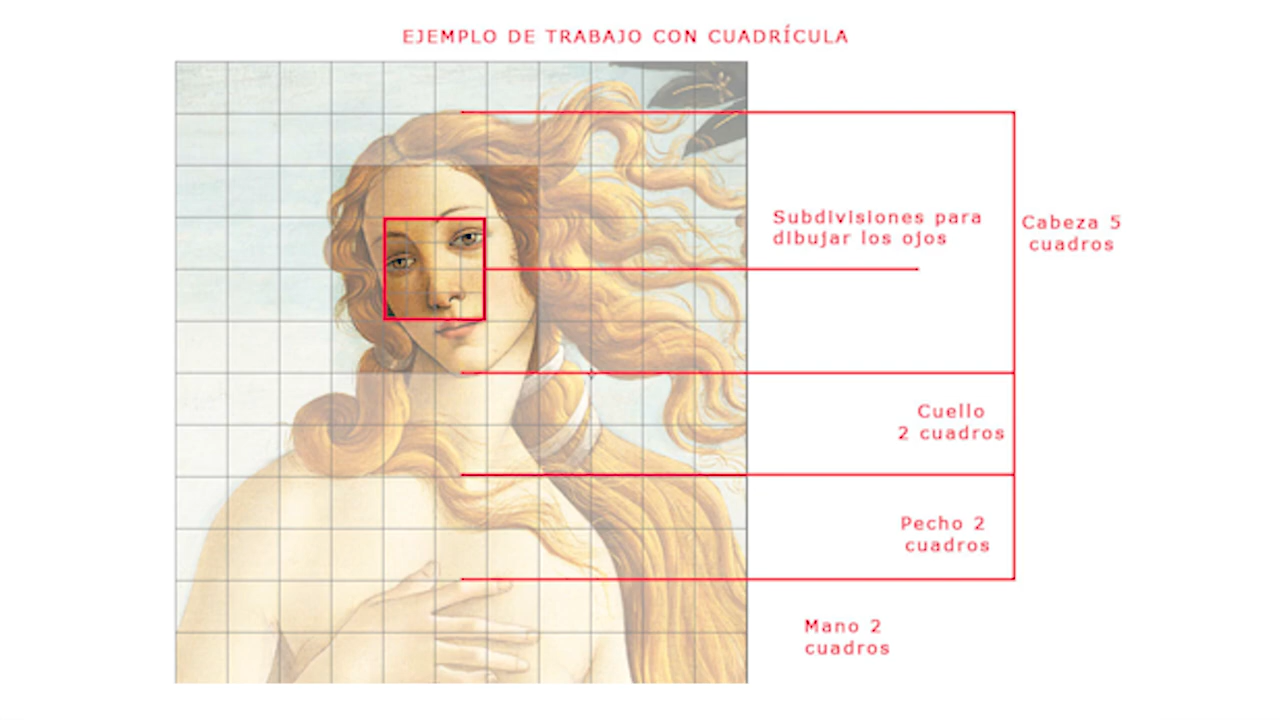 EJEMPLO DE TRABAJO CON CUADRÍCULA
Subdivisiones para
dibujar los ojos
Cabeza 5
cuadros
Cuello
2 cuadros
Pecho 2
cuadros
Mano 2
cuadros